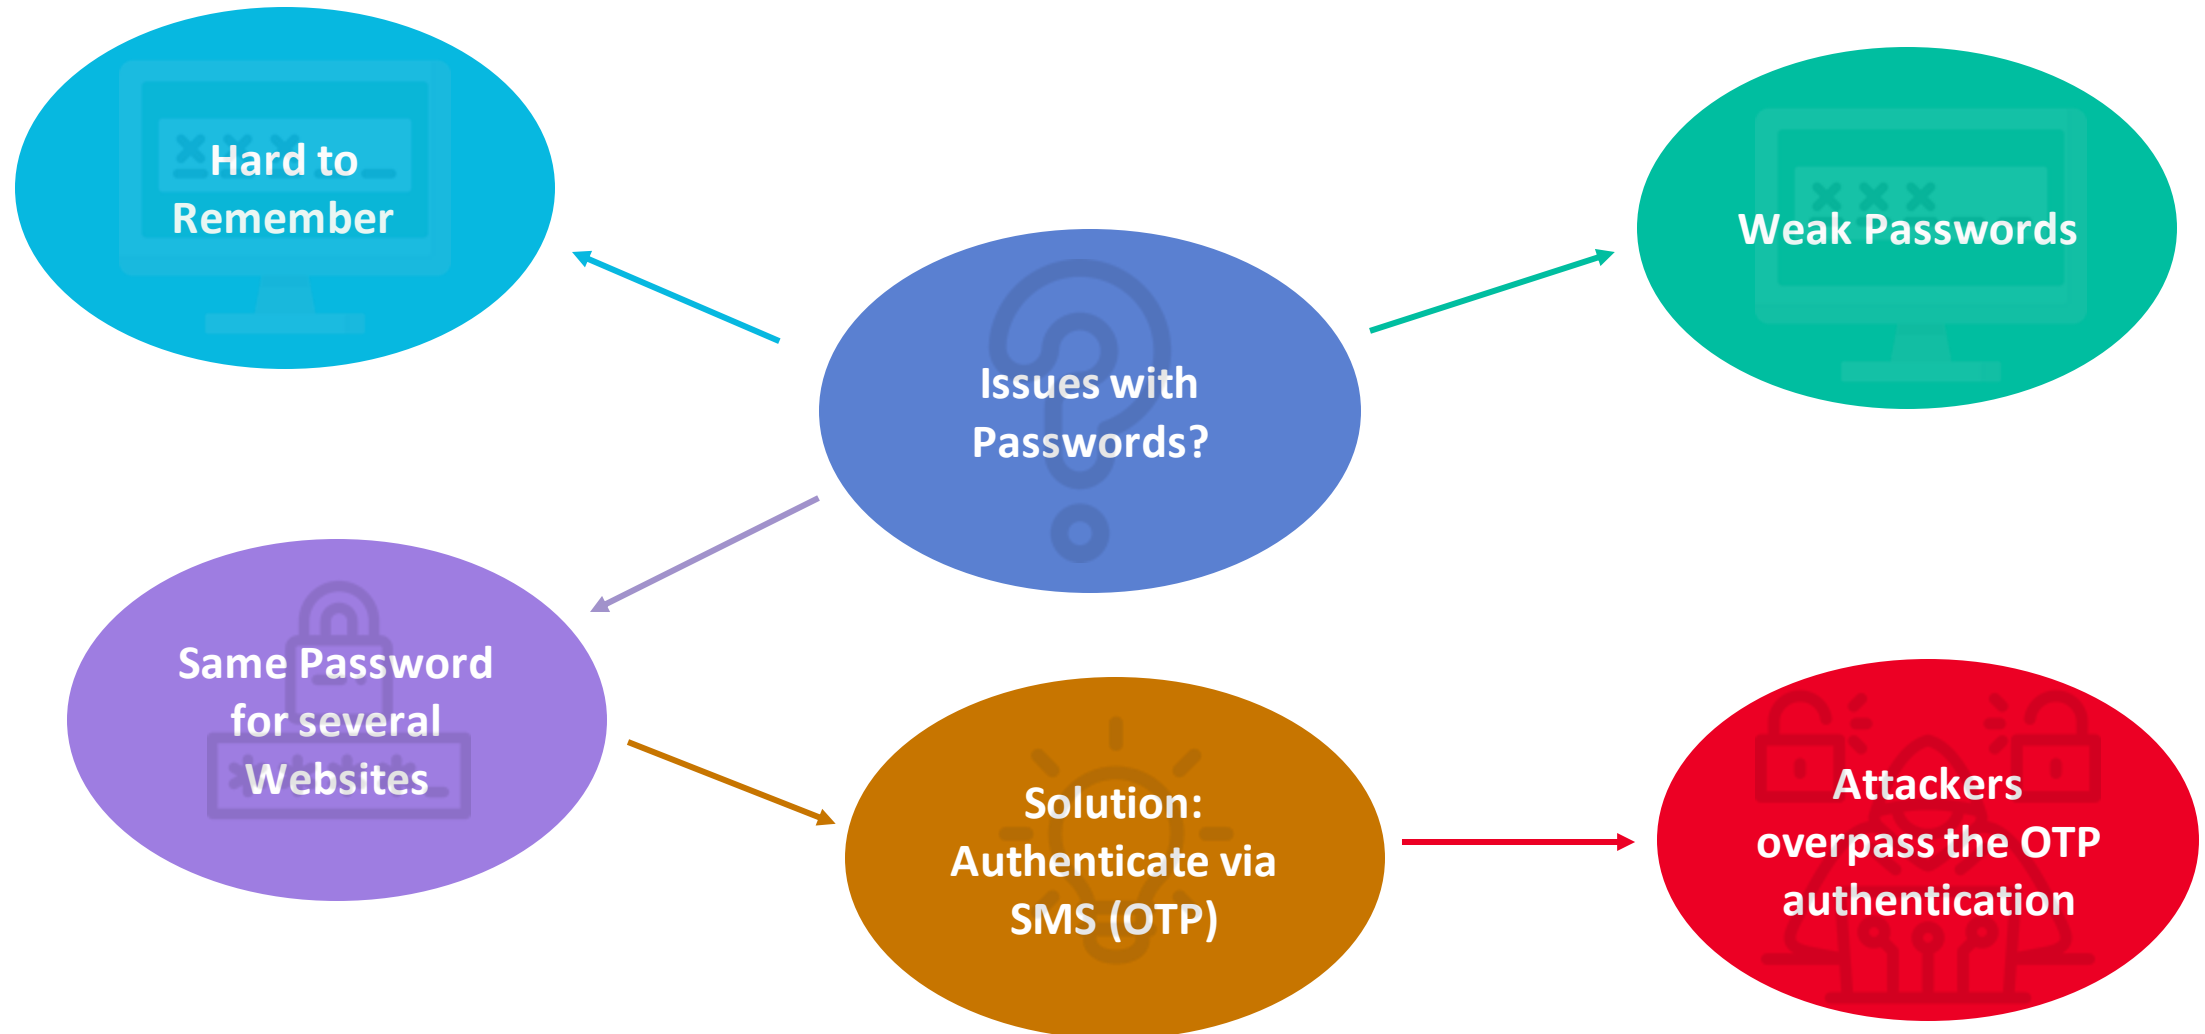 Hard to
Remember
Weak Passwords
Issues with
Passwords?
Same Password
for several
Websites
Solution:
Authenticate via
SMS (OTP)
Attackers
overpass the OTP
authentication